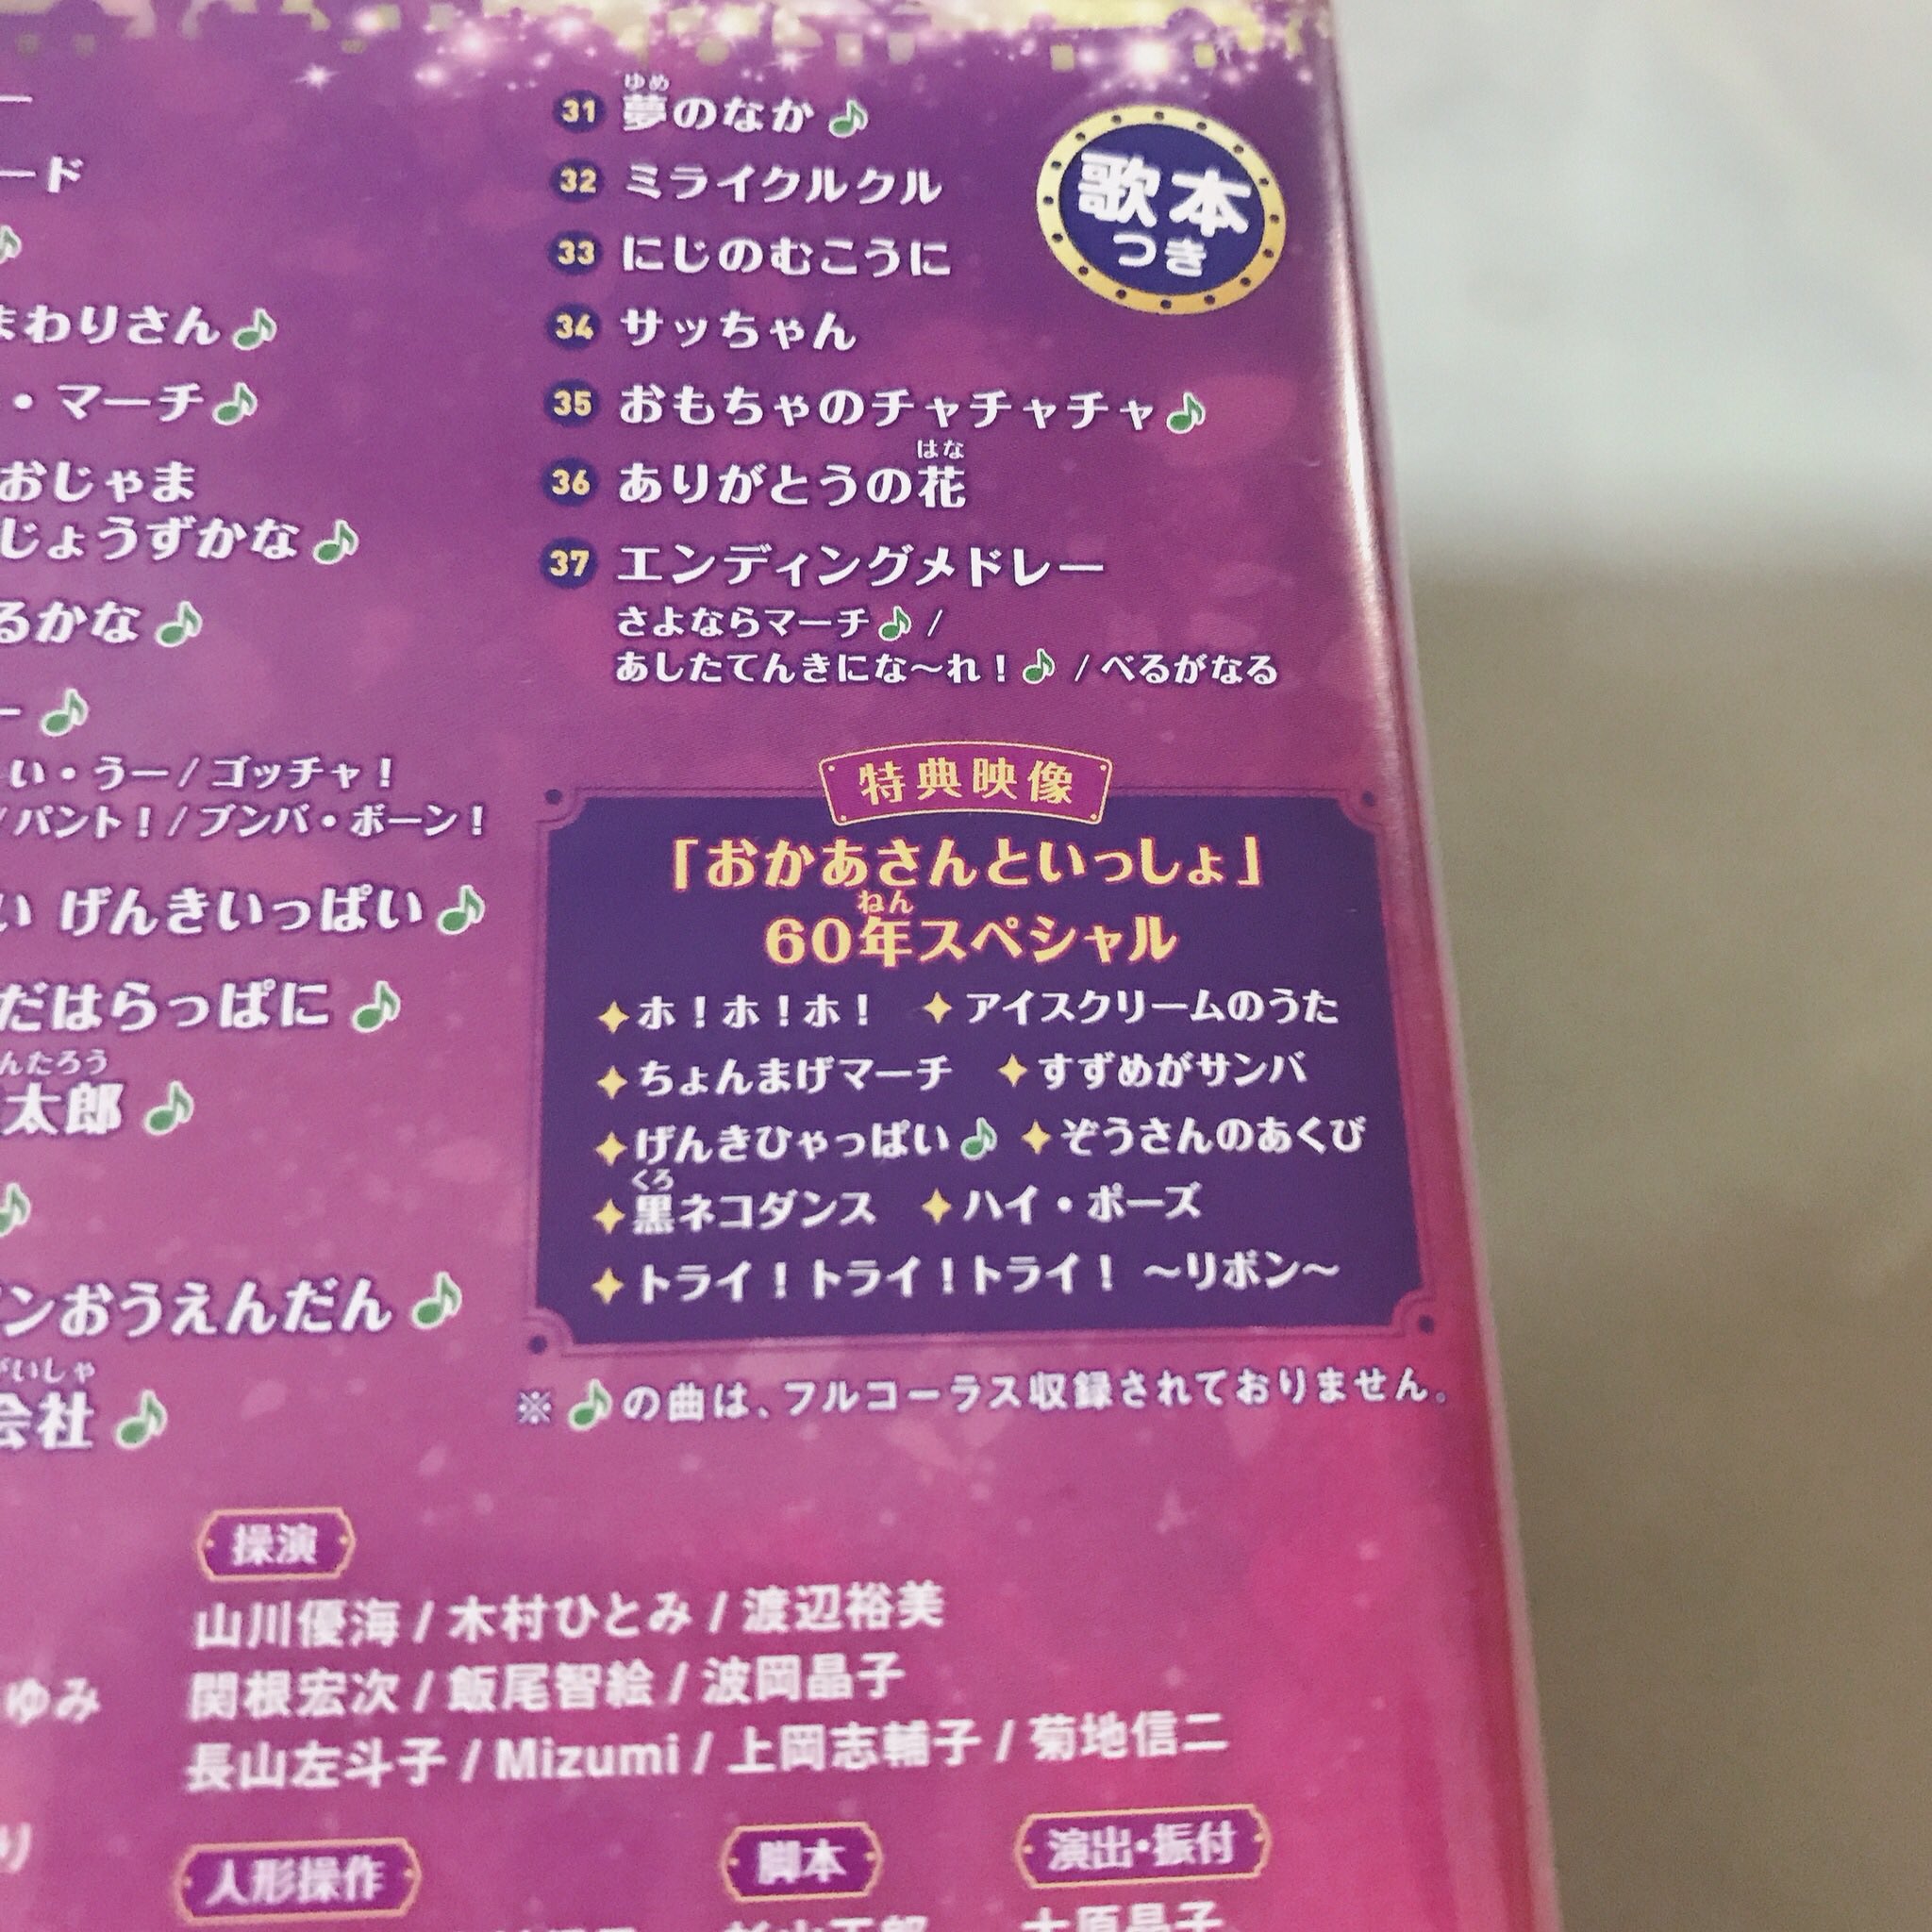 ード
まわりさん
・マーチ
おじゃま
じょうずかな
るかな
い・うー/ゴッチャ！
/パント！/ブンバ・ボーン！
い げんきいっぱい
だはらっぱに
んたろう
太郎
ンおうえんだん
がいしゃ
会社
ゆめ
31 夢のなか
32 ミライクルクル
33 にじのむこうに
34 サッちゃん
35 おもちゃのチャチャチャ
はな
36 ありがとうの花
37 エンディングメドレー
さよならマーチ /
あしたてんきにな〜れ！ / べるがなる
歌本
つき
特典映像
「おかあさんといっしょ」
ねん
60年スペシャル
ホ！ホ！ホ！ アイスクリームのうた
ちょんまげマーチ すずめがサンバ
げんきひゃっぱい ぞうさんのあくび
くろ
黒ネコダンス ハイ・ポーズ
トライ！トライ！トライ！ 〜リボン〜
※ の曲は、フルコーラス収録されておりません。
操演
山川優海 / 木村ひとみ / 渡辺裕美
ゆみ
関根宏次 / 飯尾智絵 / 波岡晶子
長山左斗子 / Mizumi / 上岡志輔子 / 菊地信二
り
人形操作
脚本
演出・振付